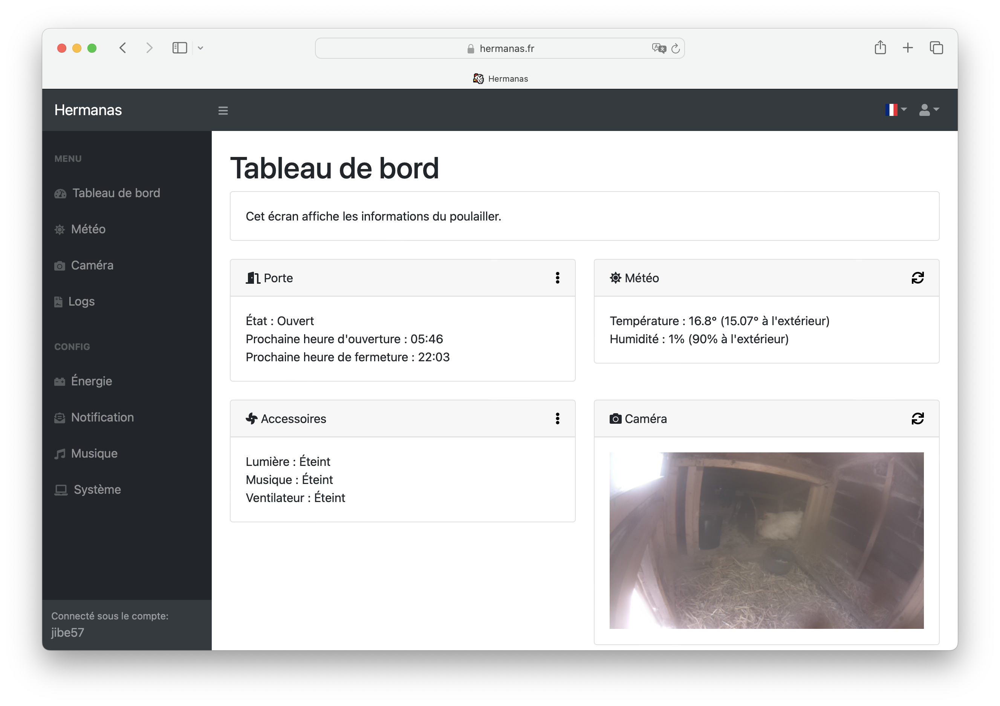 hermanas.fr
Hermanas
Hermanas
MENU
Tableau de bord
Météo
Caméra
Logs
CONFIG
Énergie
Notification
Musique
Système
Connecté sous le compte:
jibe57
Tableau de bord
Cet écran affiche les informations du poulailler.
Porte
État : Ouvert
Prochaine heure d'ouverture : 05:46
Prochaine heure de fermeture : 22:03
Météo
Température : 16.8° (15.07° à l'extérieur)
Humidité : 1% (90% à l'extérieur)
Accessoires
Lumière : Éteint
Musique : Éteint
Ventilateur : Éteint
Caméra